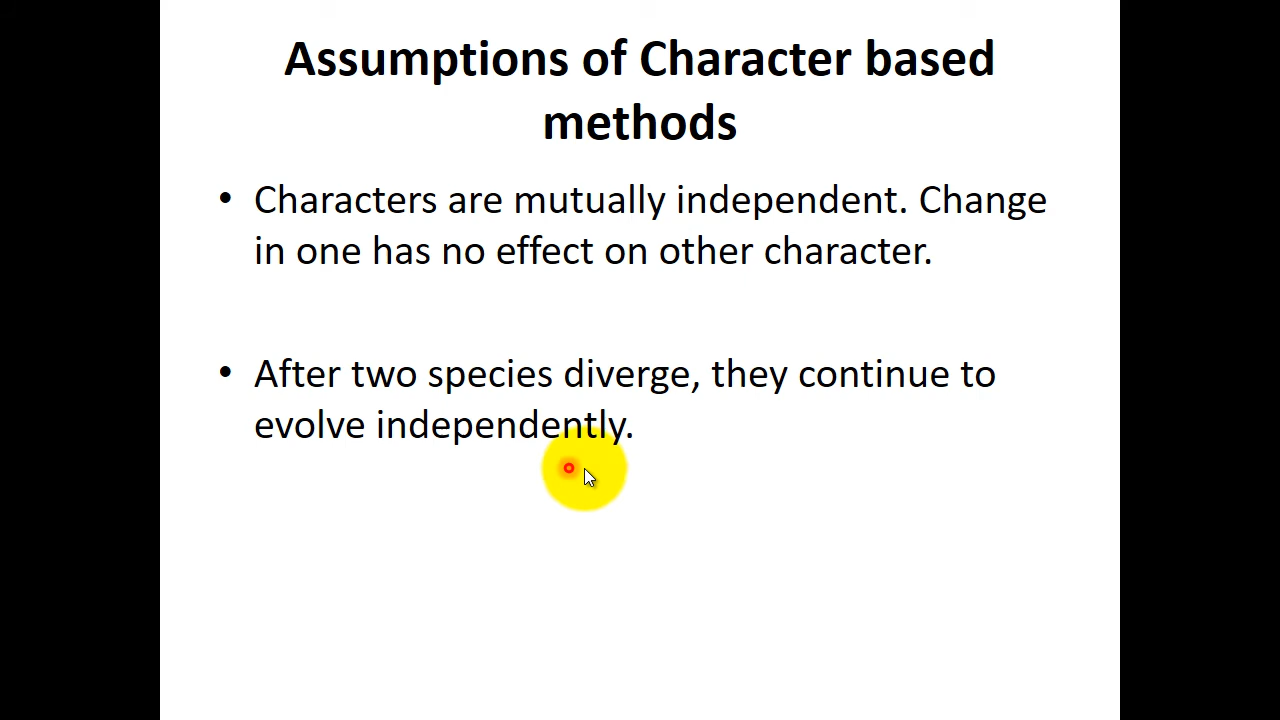 Assumptions of Character based
methods
• Characters are mutually independent. Change
in one has no effect on other character.
• After two species diverge, they continue to
evolve independently.